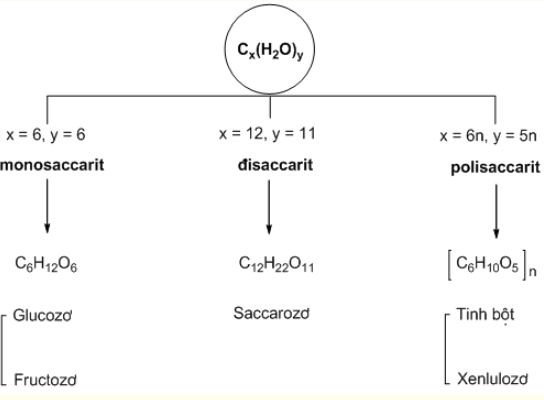 Cₓ(H₂O)ᵧ
x = 6, y = 6
monosaccarit
C₆H₁₂O₆
Glucozơ
Fructozơ
x = 12, y = 11
đisaccarit
C₁₂H₂₂O₁₁
Saccarozơ
x = 6n, y = 5n
polisaccarit
[C₆H₁₀O₅]ₙ
Tinh bột
Xenlulozơ